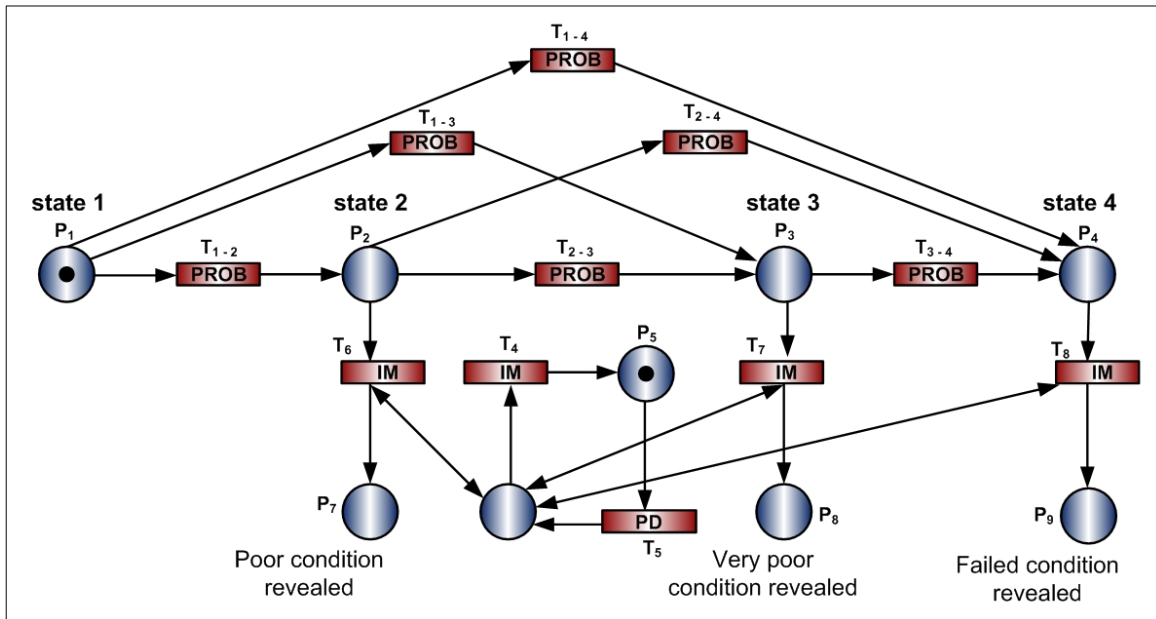 T1 - 4
PROB
T1 - 3
T2 - 4
PROB
PROB
state 1
state 2
state 3
state 4
P1
P2
P3
P4
T1 - 2
T2 - 3
T3 - 4
PROB
PROB
PROB
T6
T4
P5
T7
T8
IM
IM
IM
IM
P7
P8
P9
PD
T5
Poor condition
revealed
Very poor
condition revealed
Failed condition
revealed